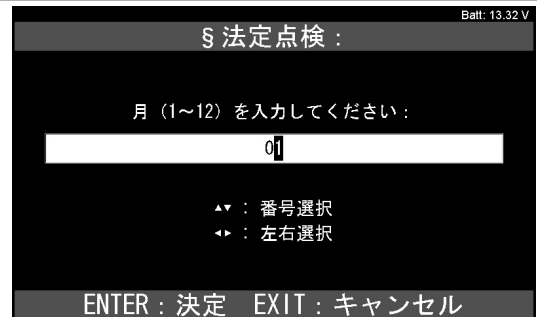 Batt: 13.32 V
§法定点検:
月（1～12）を入力してください:
01
▲▼ : 番号選択
◄► : 左右選択
ENTER:決定 EXIT:キャンセル